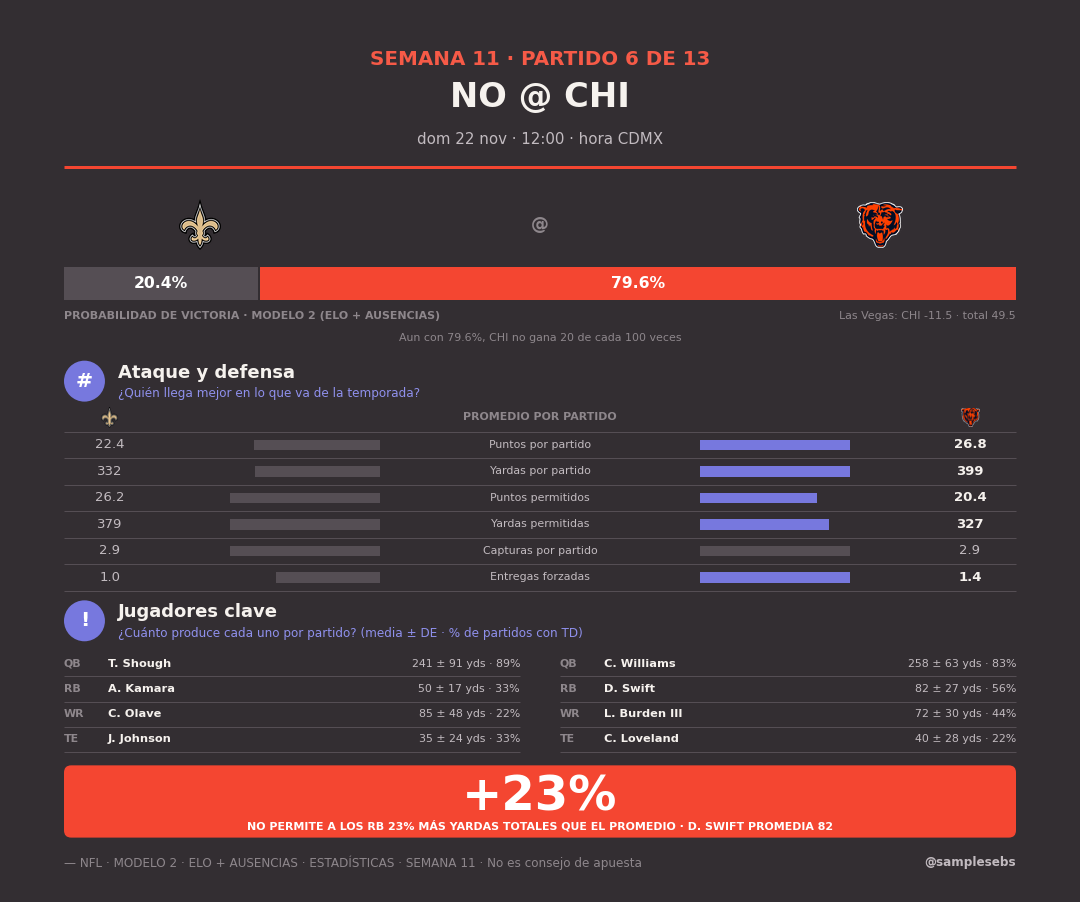 SEMANA 11 · PARTIDO 6 DE 13
NO @ CHI
dom 22 nov · 12:00 · hora CDMX
@
20.4% 79.6%
PROBABILIDAD DE VICTORIA · MODELO 2 (ELO + AUSENCIAS) Las Vegas: CHI -11.5 · total 49.5
Aun con 79.6%, CHI no gana 20 de cada 100 veces
# Ataque y defensa
¿Quién llega mejor en lo que va de la temporada?
PROMEDIO POR PARTIDO
22.4 Puntos por partido 26.8
332 Yardas por partido 399
26.2 Puntos permitidos 20.4
379 Yardas permitidas 327
2.9 Capturas por partido 2.9
1.0 Entregas forzadas 1.4
! Jugadores clave
¿Cuánto produce cada uno por partido? (media ± DE · % de partidos con TD)
QB T. Shough 241 ± 91 yds · 89% QB C. Williams 258 ± 63 yds · 83%
RB A. Kamara 50 ± 17 yds · 33% RB D. Swift 82 ± 27 yds · 56%
WR C. Olave 85 ± 48 yds · 22% WR L. Burden III 72 ± 30 yds · 44%
TE J. Johnson 35 ± 24 yds · 33% TE C. Loveland 40 ± 28 yds · 22%
+23%
NO PERMITE A LOS RB 23% MÁS YARDAS TOTALES QUE EL PROMEDIO · D. SWIFT PROMEDIA 82
— NFL · MODELO 2 · ELO + AUSENCIAS · ESTADÍSTICAS · SEMANA 11 · No es consejo de apuesta @samplesebs